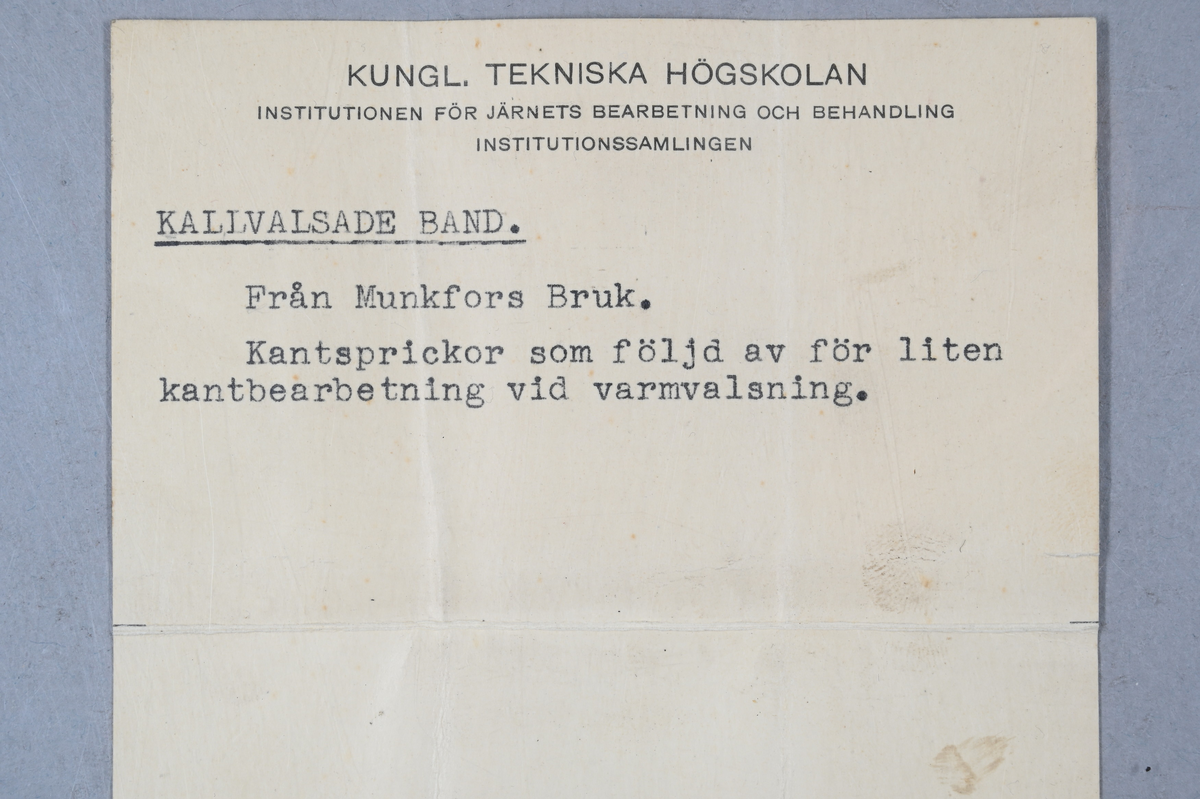 KUNGL. TEKNISKA HÖGSKOLAN
INSTITUTIONEN FÖR JÄRNETS BEARBETNING OCH BEHANDLING
INSTITUTIONSSAMLINGEN
KALLVALSADE BAND.
Från Munkfors Bruk.
Kantsprickor som följd av för liten
kantbearbetning vid varmvalsning.